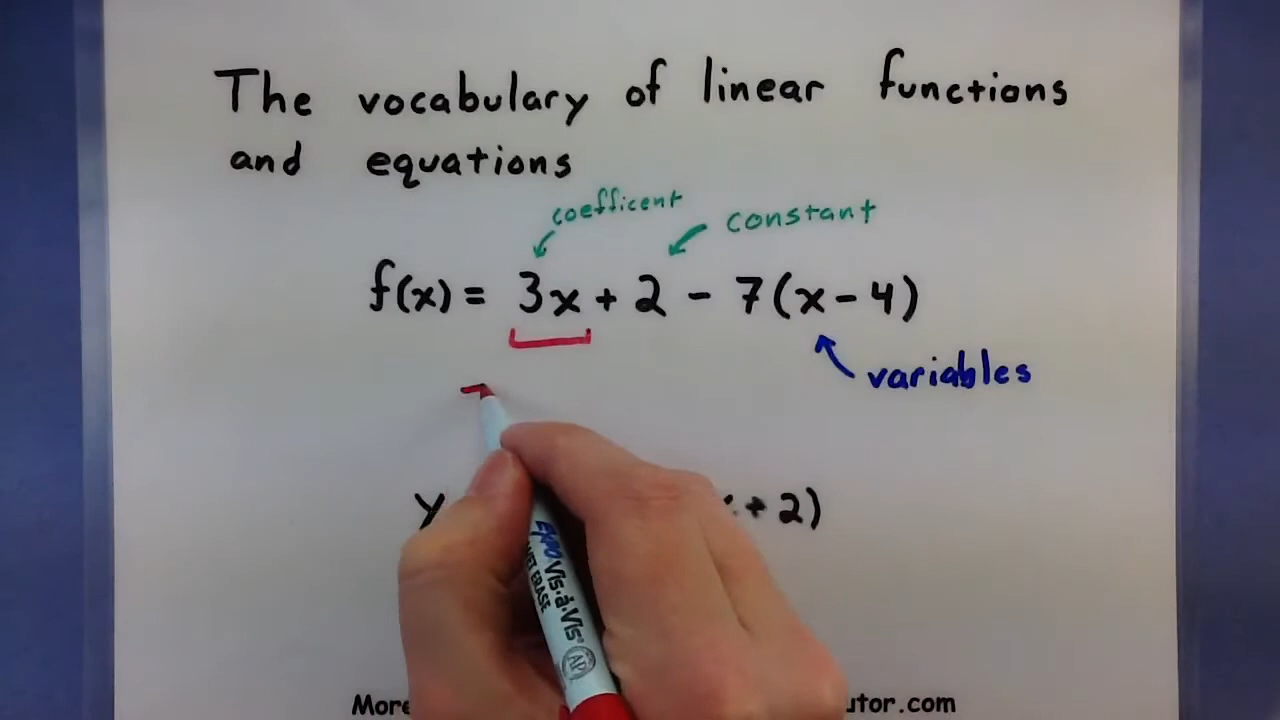 The vocabulary of linear functions
and equations
coefficent
constant
f(x) = 3x + 2 - 7(x - 4)
variables
y + 2)
Expo Vis-à-Vis®
WET ERASE
AP
More
utor.com